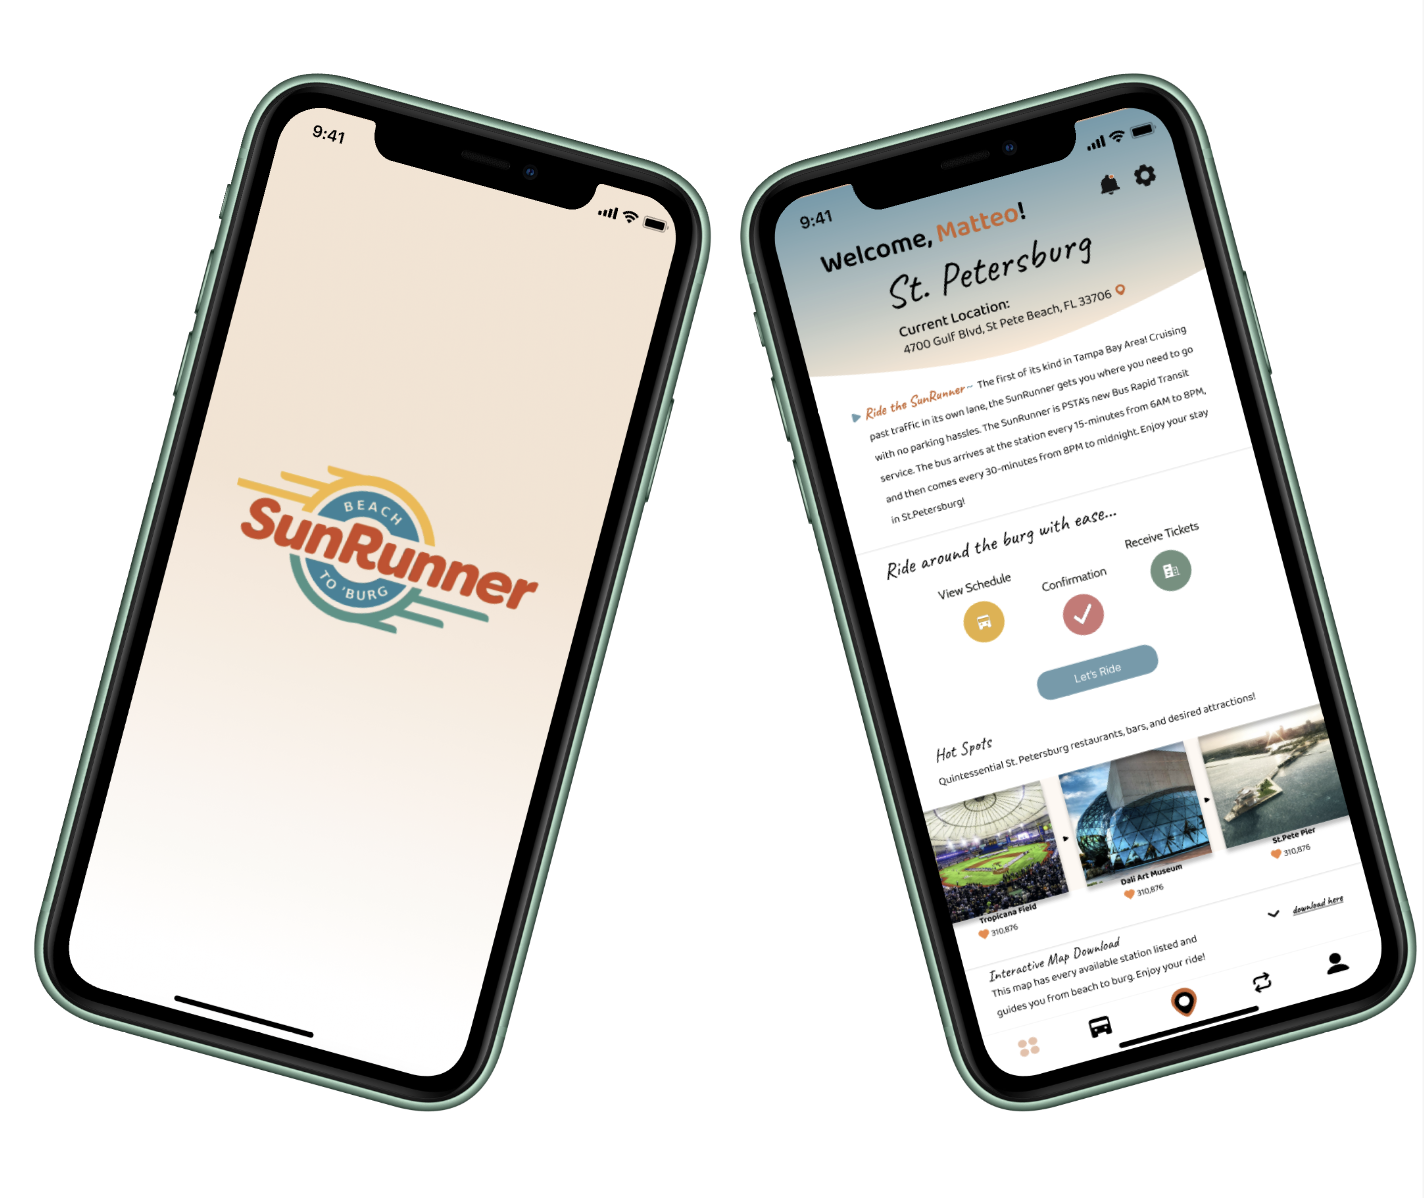 9:41
BEACH
SunRunner
TO 'BURG
9:41
Welcome, Matteo!
St. Petersburg
Current Location:
4700 Gulf Blvd, St Pete Beach, FL 33706
Ride the SunRunner~ The first of its kind in Tampa Bay Area! Cruising
past traffic in its own lane, the SunRunner gets you where you need to go
with no parking hassles. The SunRunner is PSTA's new Bus Rapid Transit
service. The bus arrives at the station every 15-minutes from 6AM to 8PM,
and then comes every 30-minutes from 8PM to midnight. Enjoy your stay
in St.Petersburg!
Ride around the burg with ease...
View Schedule
Confirmation
Receive Tickets
Let's Ride
Hot Spots
Quintessential St. Petersburg restaurants, bars, and desired attractions!
Tropicana Field
310,876
Dali Art Museum
310,876
St.Pete Pier
310,876
Interactive Map Download
download here
This map has every available station listed and
guides you from beach to burg. Enjoy your ride!